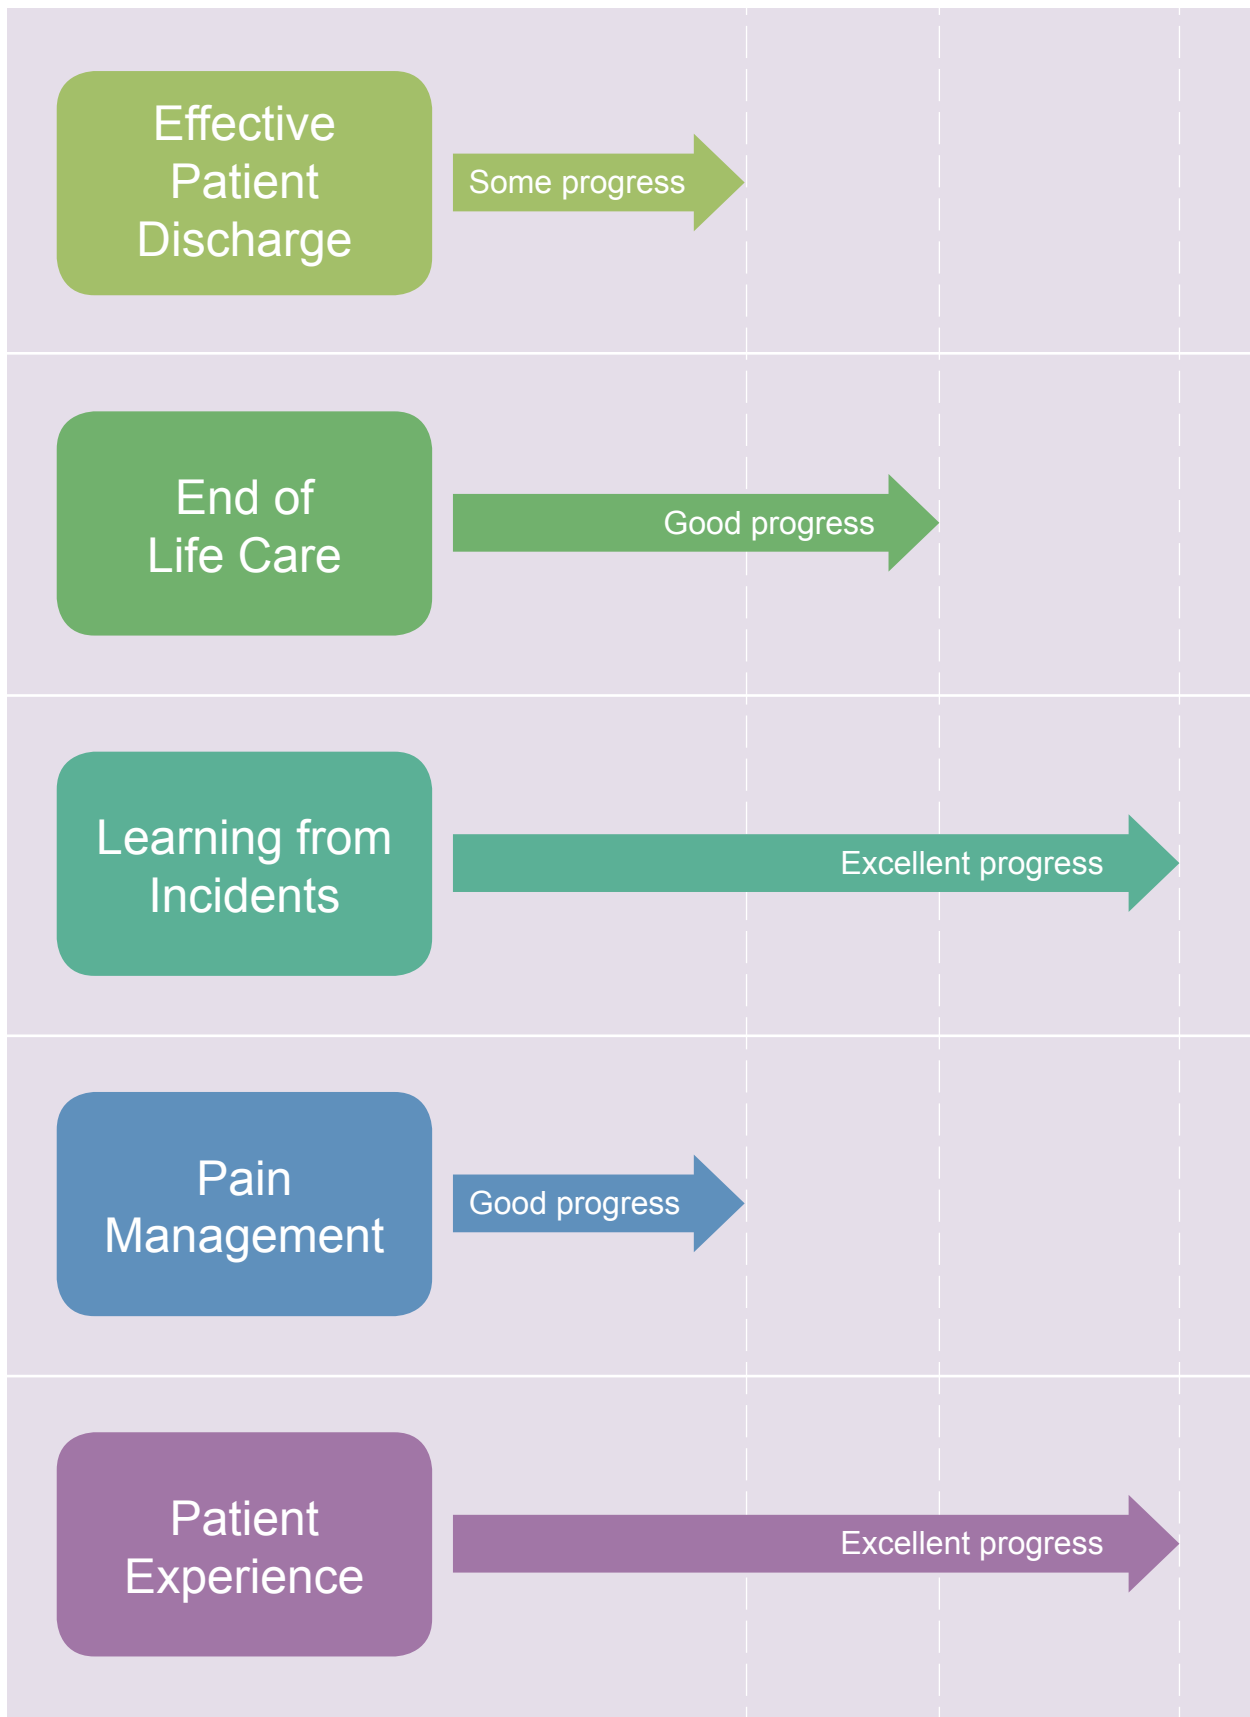 Effective
Patient
Discharge
Some progress
End of
Life Care
Good progress
Learning from
Incidents
Excellent progress
Pain
Management
Good progress
Patient
Experience
Excellent progress